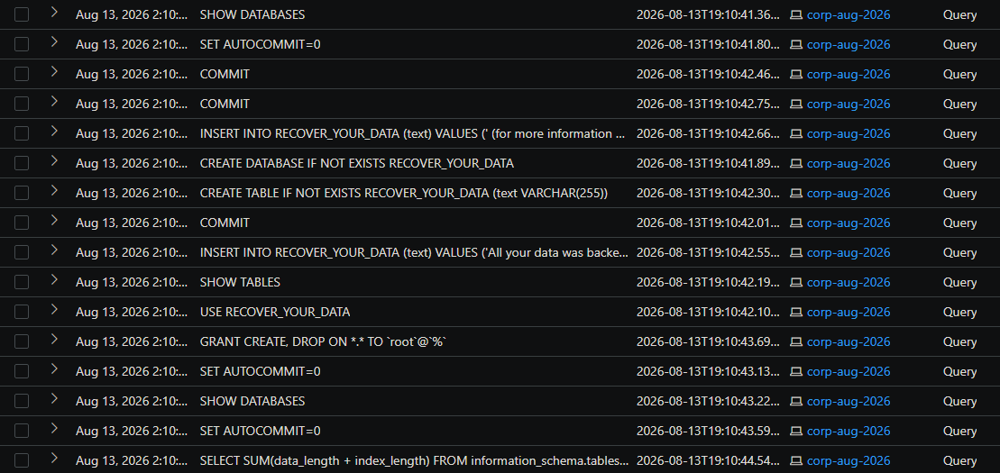 Aug 13, 2026 2:10:... SHOW DATABASES 2026-08-13T19:10:41.36... corp-aug-2026 Query
Aug 13, 2026 2:10:... SET AUTOCOMMIT=0 2026-08-13T19:10:41.80... corp-aug-2026 Query
Aug 13, 2026 2:10:... COMMIT 2026-08-13T19:10:42.46... corp-aug-2026 Query
Aug 13, 2026 2:10:... COMMIT 2026-08-13T19:10:42.75... corp-aug-2026 Query
Aug 13, 2026 2:10:... INSERT INTO RECOVER_YOUR_DATA (text) VALUES (' (for more information ... 2026-08-13T19:10:42.66... corp-aug-2026 Query
Aug 13, 2026 2:10:... CREATE DATABASE IF NOT EXISTS RECOVER_YOUR_DATA 2026-08-13T19:10:41.89... corp-aug-2026 Query
Aug 13, 2026 2:10:... CREATE TABLE IF NOT EXISTS RECOVER_YOUR_DATA (text VARCHAR(255)) 2026-08-13T19:10:42.30... corp-aug-2026 Query
Aug 13, 2026 2:10:... COMMIT 2026-08-13T19:10:42.01... corp-aug-2026 Query
Aug 13, 2026 2:10:... INSERT INTO RECOVER_YOUR_DATA (text) VALUES ('All your data was backe... 2026-08-13T19:10:42.55... corp-aug-2026 Query
Aug 13, 2026 2:10:... SHOW TABLES 2026-08-13T19:10:42.19... corp-aug-2026 Query
Aug 13, 2026 2:10:... USE RECOVER_YOUR_DATA 2026-08-13T19:10:42.10... corp-aug-2026 Query
Aug 13, 2026 2:10:... GRANT CREATE, DROP ON *.* TO `root`@`%` 2026-08-13T19:10:43.69... corp-aug-2026 Query
Aug 13, 2026 2:10:... SET AUTOCOMMIT=0 2026-08-13T19:10:43.13... corp-aug-2026 Query
Aug 13, 2026 2:10:... SHOW DATABASES 2026-08-13T19:10:43.22... corp-aug-2026 Query
Aug 13, 2026 2:10:... SET AUTOCOMMIT=0 2026-08-13T19:10:43.59... corp-aug-2026 Query
Aug 13, 2026 2:10:... SELECT SUM(data_length + index_length) FROM information_schema.tables... 2026-08-13T19:10:44.54... corp-aug-2026 Query